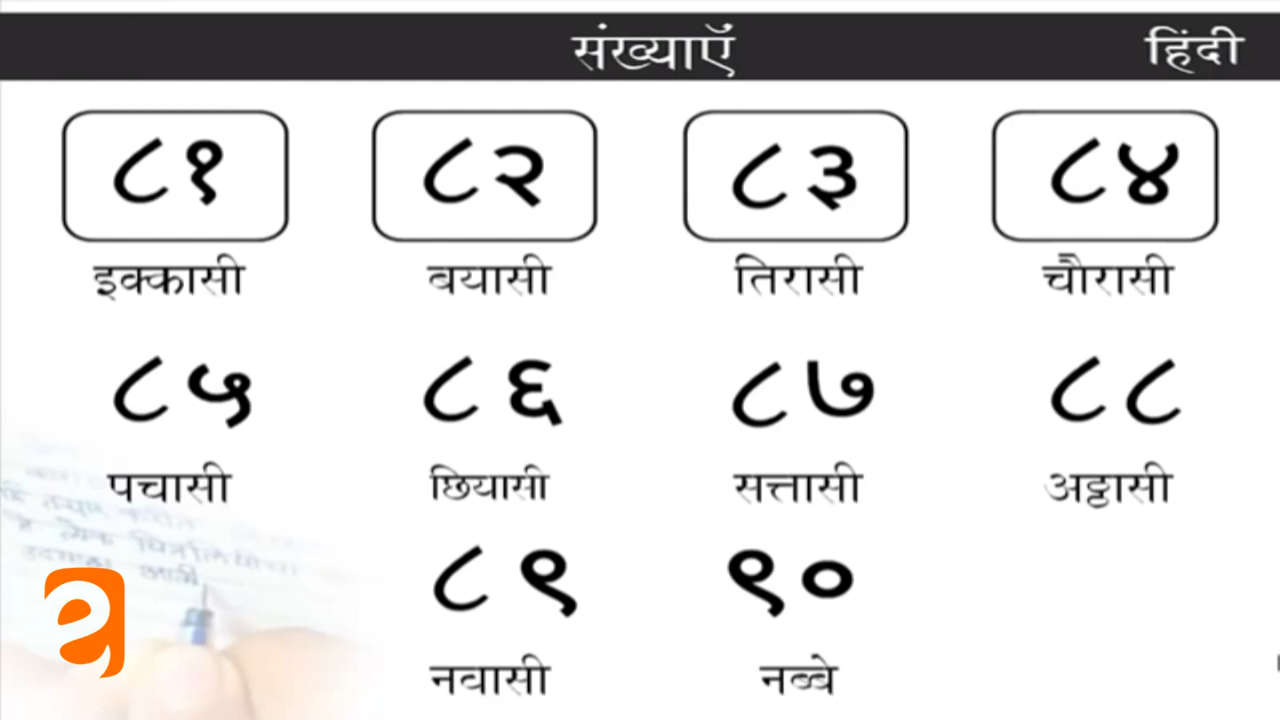 संख्याएँ हिंदी
८१ ८२ ८३ ८४
इक्कासी बयासी तिरासी चौरासी
८५ ८६ ८७ ८८
पचासी छियासी सत्तासी अट्ठासी
८९ ९०
नवासी नब्बे